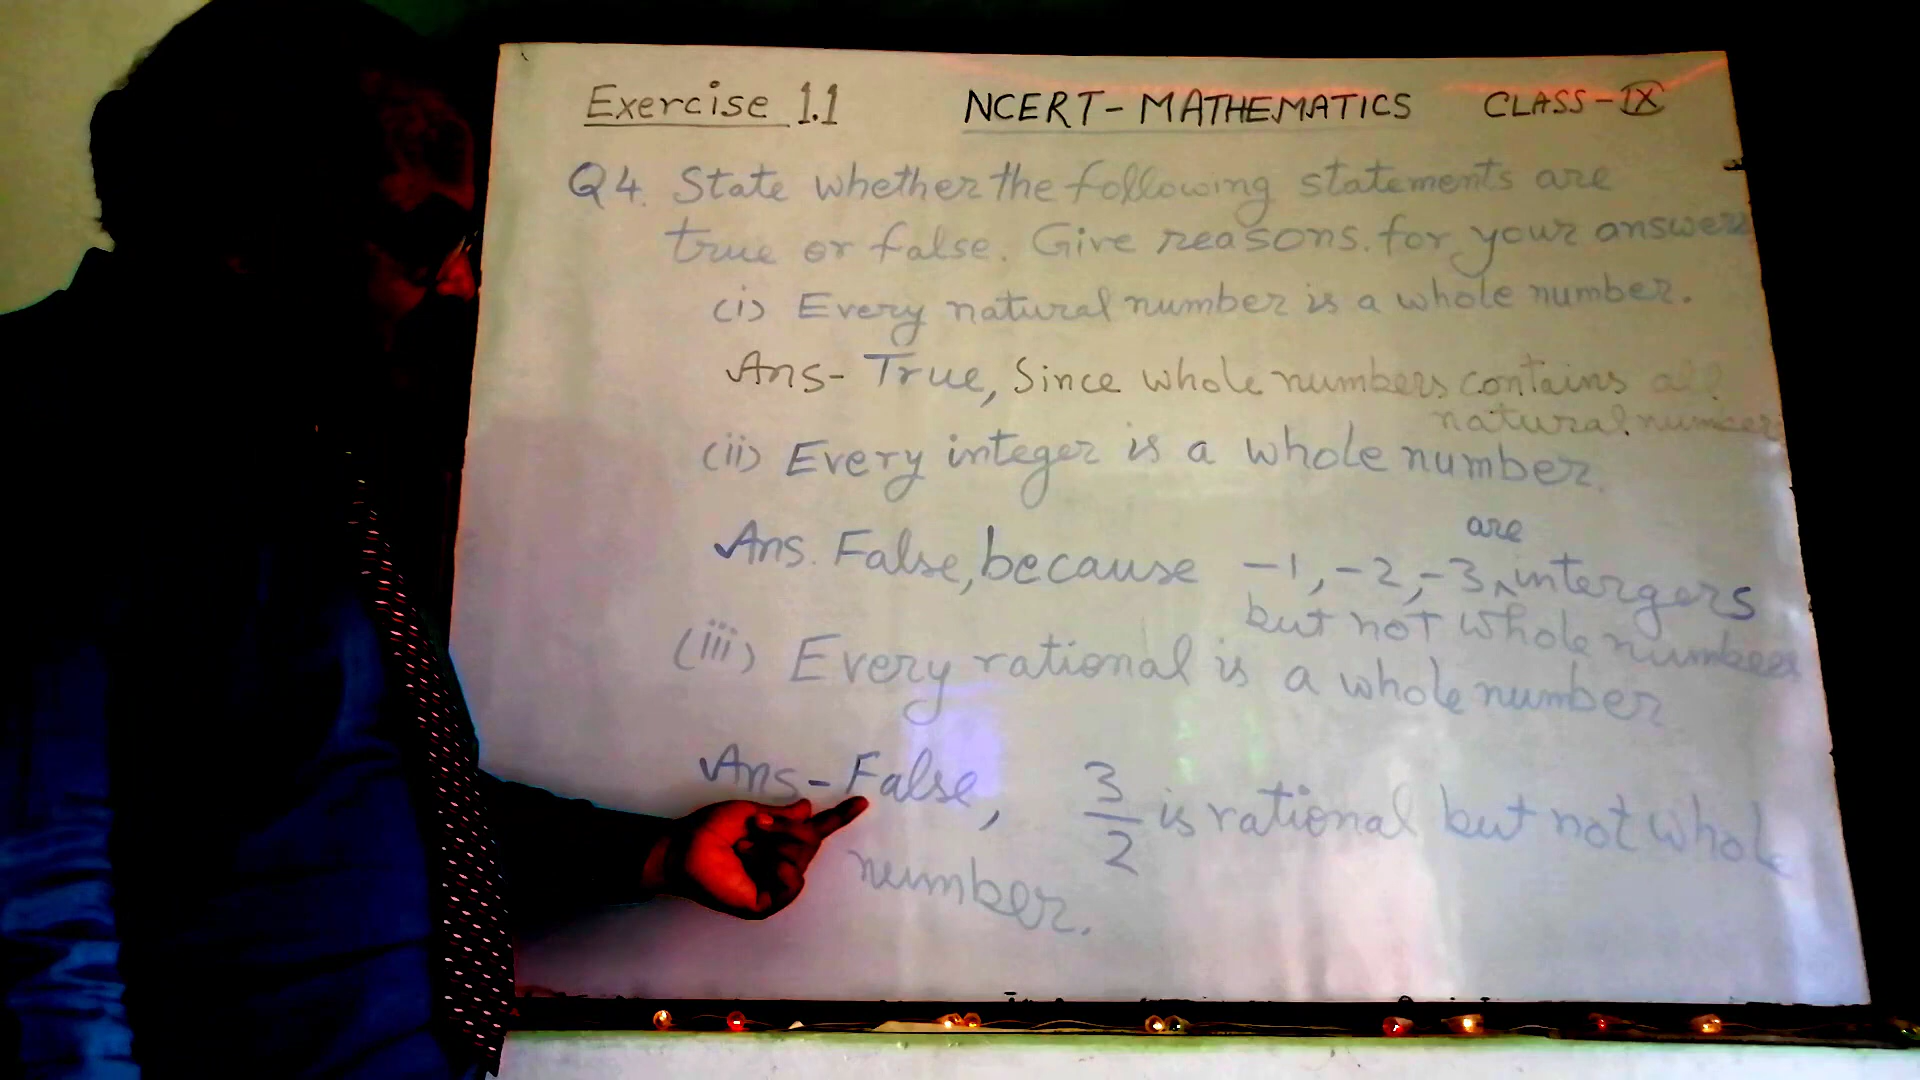 Exercise 1.1 NCERT-MATHEMATICS CLASS-IX
Q4. State whether the following statements are
true or false. Give reasons. for your answer
(i) Every natural number is a whole number.
Ans- True, Since whole numbers contains all
natural numbers
(ii) Every integer is a whole number.
Ans. False, because -1, -2, -3 are intergers
but not whole numbers
(iii) Every rational is a whole number
Ans- False, 3/2 is rational but not whole
number.